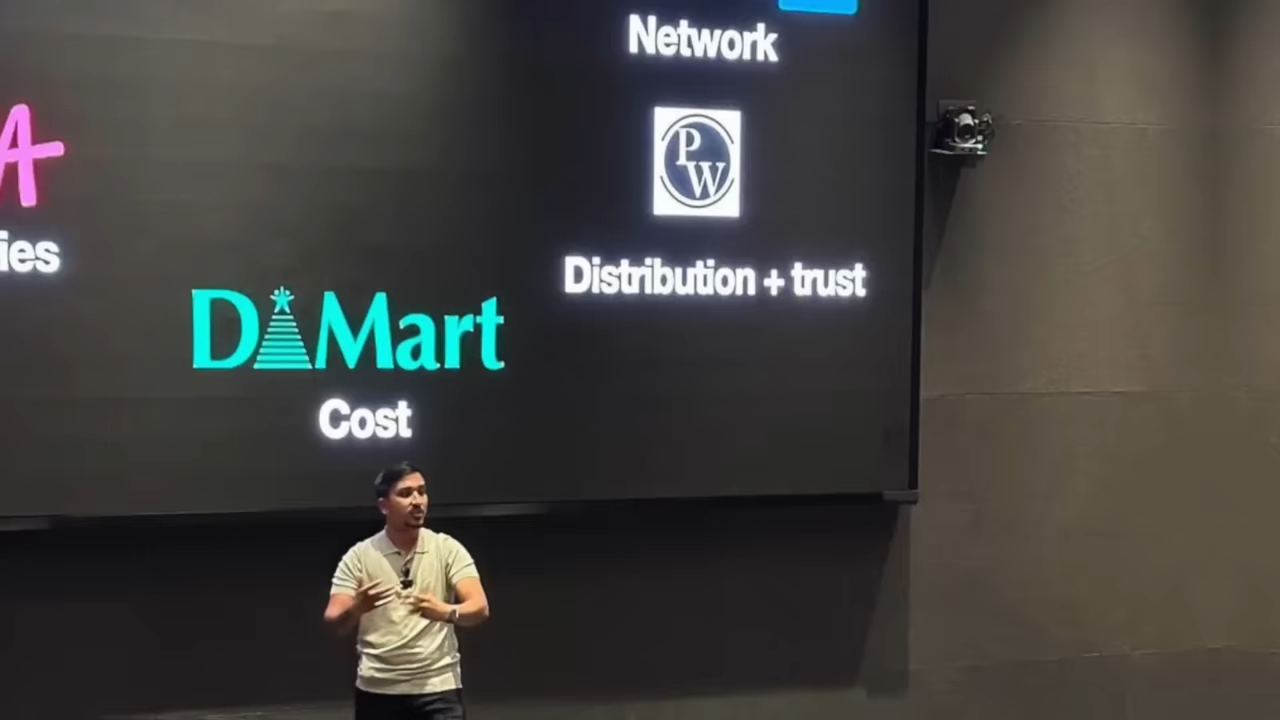 Network
PW
Distribution + trust
A
ies
DMart
Cost